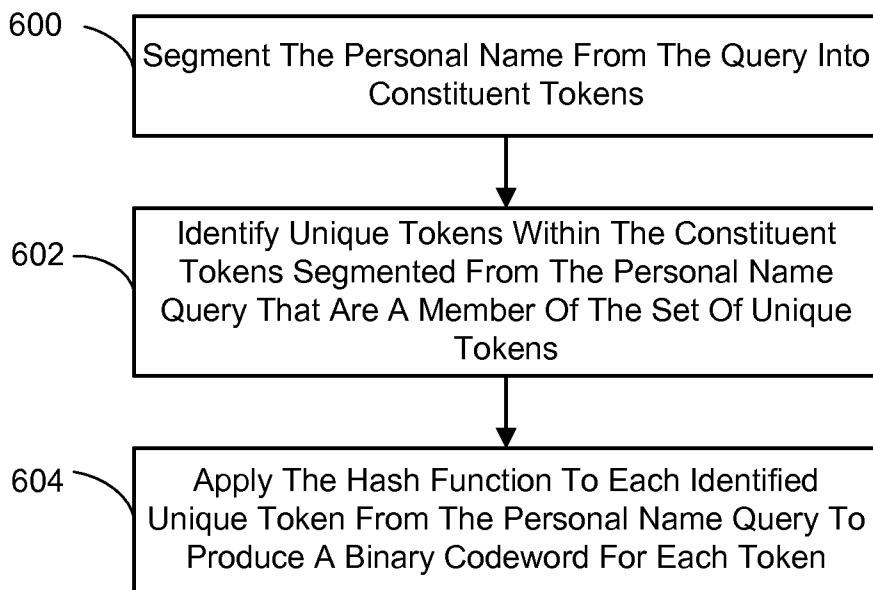 600
Segment The Personal Name From The Query Into
Constituent Tokens
602
Identify Unique Tokens Within The Constituent
Tokens Segmented From The Personal Name
Query That Are A Member Of The Set Of Unique
Tokens
604
Apply The Hash Function To Each Identified
Unique Token From The Personal Name Query To
Produce A Binary Codeword For Each Token